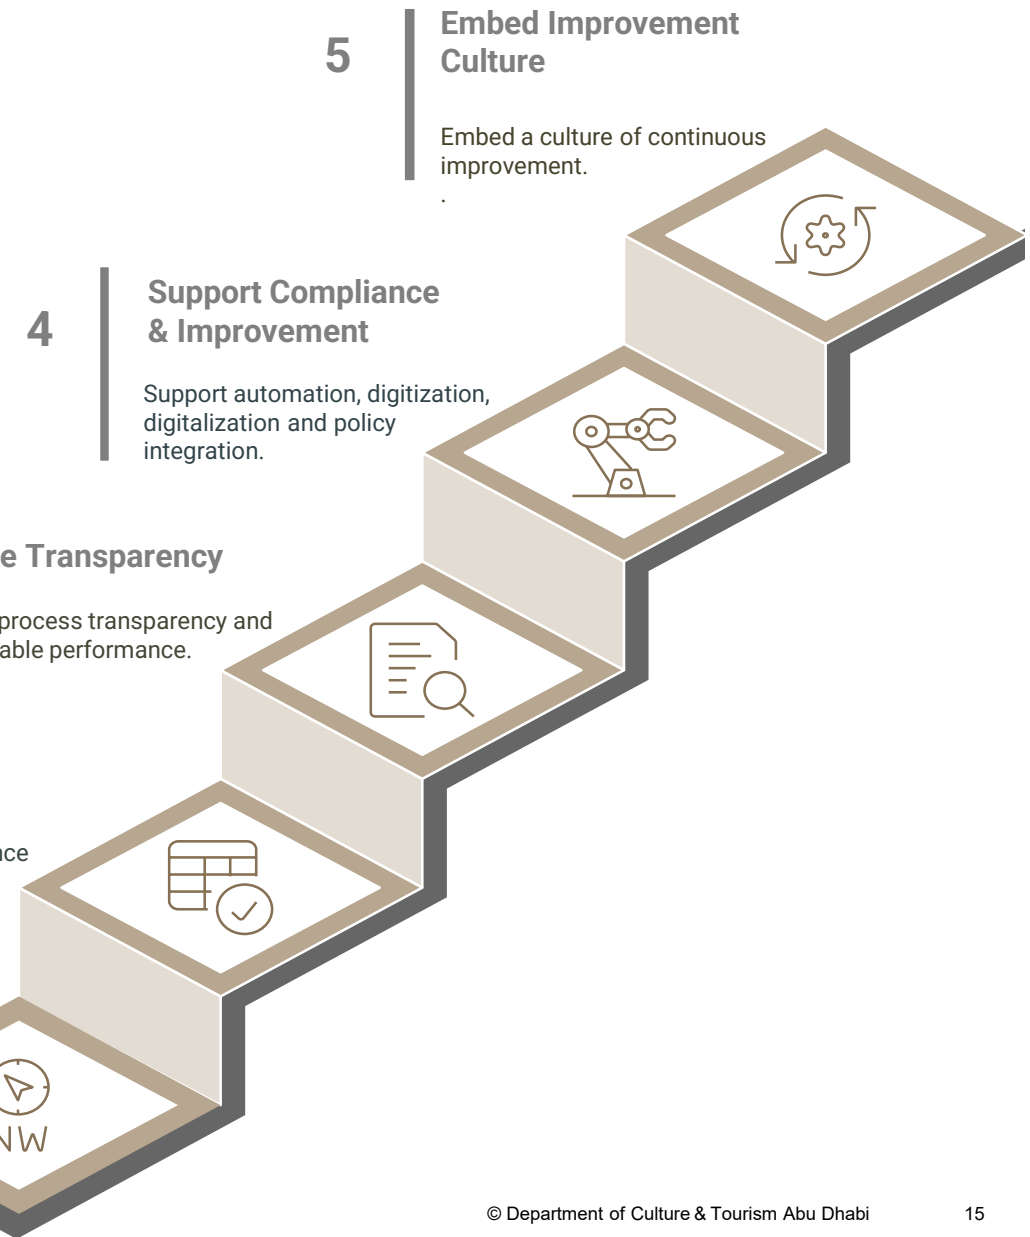 5
Embed Improvement
Culture
Embed a culture of continuous
improvement.
.
4
Support Compliance
& Improvement
Support automation, digitization,
digitalization and policy
integration.
e Transparency
process transparency and
able performance.
nce
NW
© Department of Culture & Tourism Abu Dhabi
15